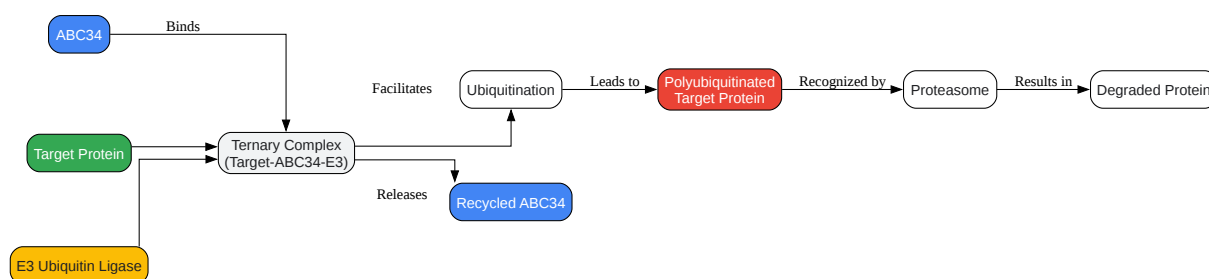 ABC34
Binds
Facilitates
Ubiquitination
Leads to
Polyubiquitinated
Target Protein
Recognized by
Proteasome
Results in
Degraded Protein
Target Protein
Ternary Complex
(Target-ABC34-E3)
Releases
Recycled ABC34
E3 Ubiquitin Ligase